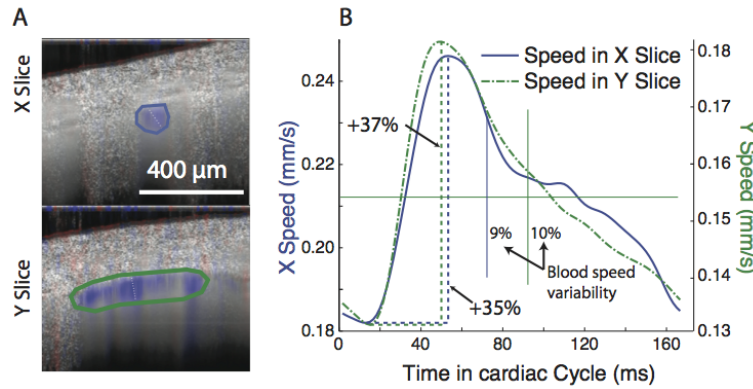 A
X Slice
400 µm
Y Slice
B
X Speed (mm/s)
0.24
0.22
0.20
0.18
Speed in X Slice
Speed in Y Slice
+37%
9%
10%
Blood speed
variability
+35%
0.18
0.17
0.16
0.15
0.14
0.13
Y Speed
(mm/s)
0
40
80
120
160
Time in cardiac Cycle (ms)